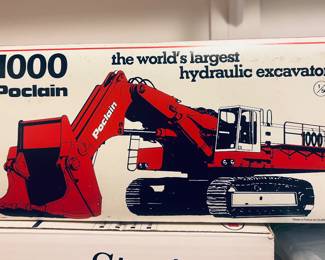 1000
Poclain
the world's largest
hydraulic excavator
Poclain
1000